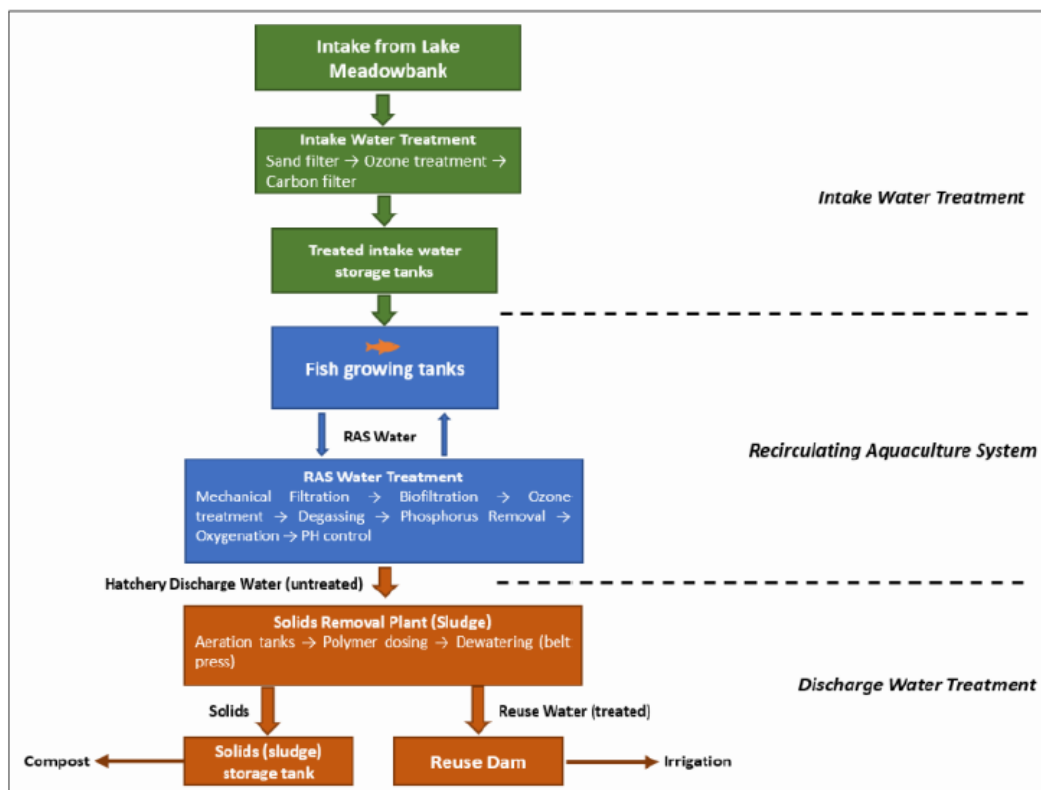 Intake from Lake
Meadowbank
Intake Water Treatment
Sand filter → Ozone treatment →
Carbon filter
Intake Water Treatment
Treated intake water
storage tanks
Fish growing tanks
RAS Water
Recirculating Aquaculture System
RAS Water Treatment
Mechanical Filtration → Biofiltration → Ozone
treatment → Degassing → Phosphorus Removal →
Oxygenation → PH control
Hatchery Discharge Water (untreated)
Solids Removal Plant (Sludge)
Aeration tanks → Polymer dosing → Dewatering (belt
press)
Discharge Water Treatment
Solids
Reuse Water (treated)
Compost
Solids (sludge)
storage tank
Reuse Dam
Irrigation